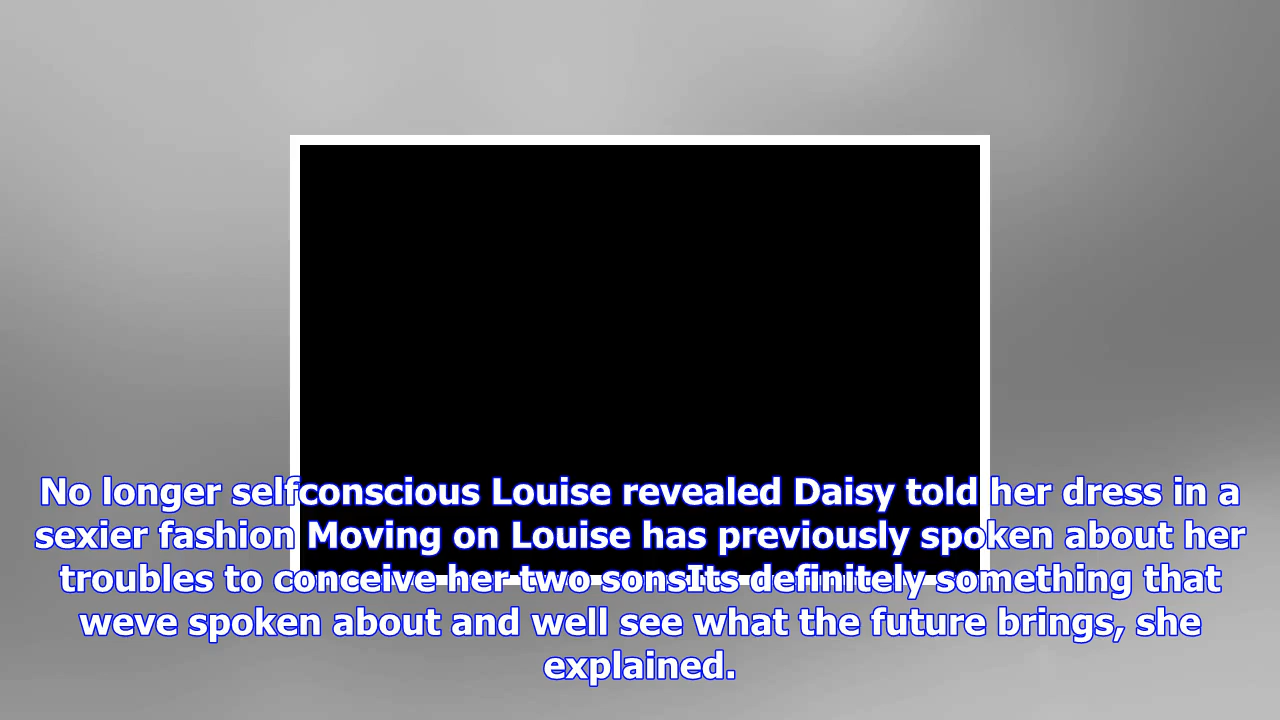 No longer selfconscious Louise revealed Daisy told her dress in a
sexier fashion Moving on Louise has previously spoken about her
troubles to conceive her two sonsIts definitely something that
weve spoken about and well see what the future brings, she
explained.